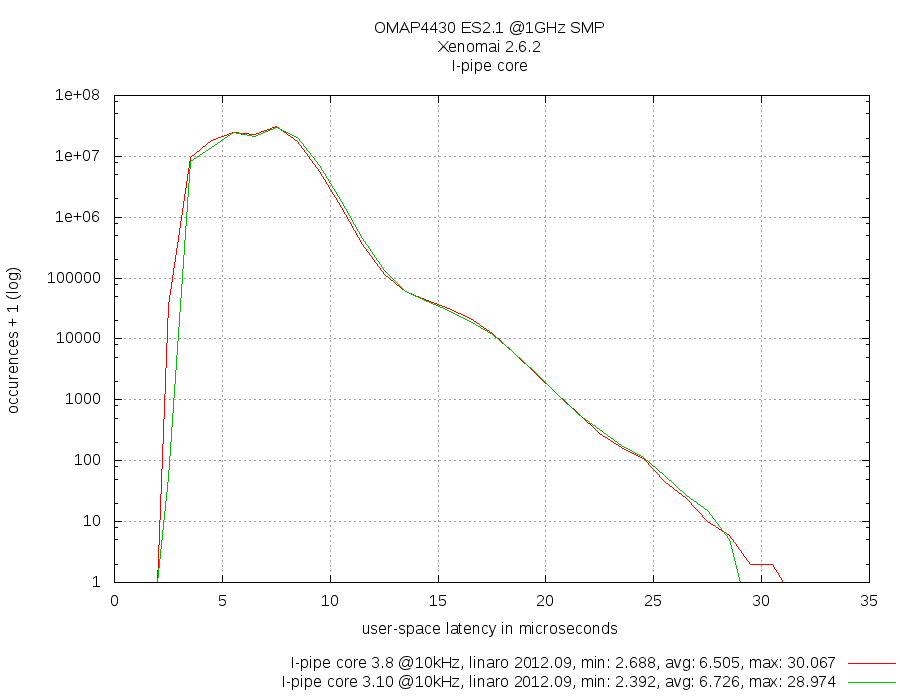 OMAP4430 ES2.1 @1GHz SMP
Xenomai 2.6.2
I-pipe core
1e+08
1e+07
1e+06
100000
10000
1000
100
10
1
occurences + 1 (log)
0 5 10 15 20 25 30 35
user-space latency in microseconds
I-pipe core 3.8 @10kHz, linaro 2012.09, min: 2.688, avg: 6.505, max: 30.067
I-pipe core 3.10 @10kHz, linaro 2012.09, min: 2.392, avg: 6.726, max: 28.974